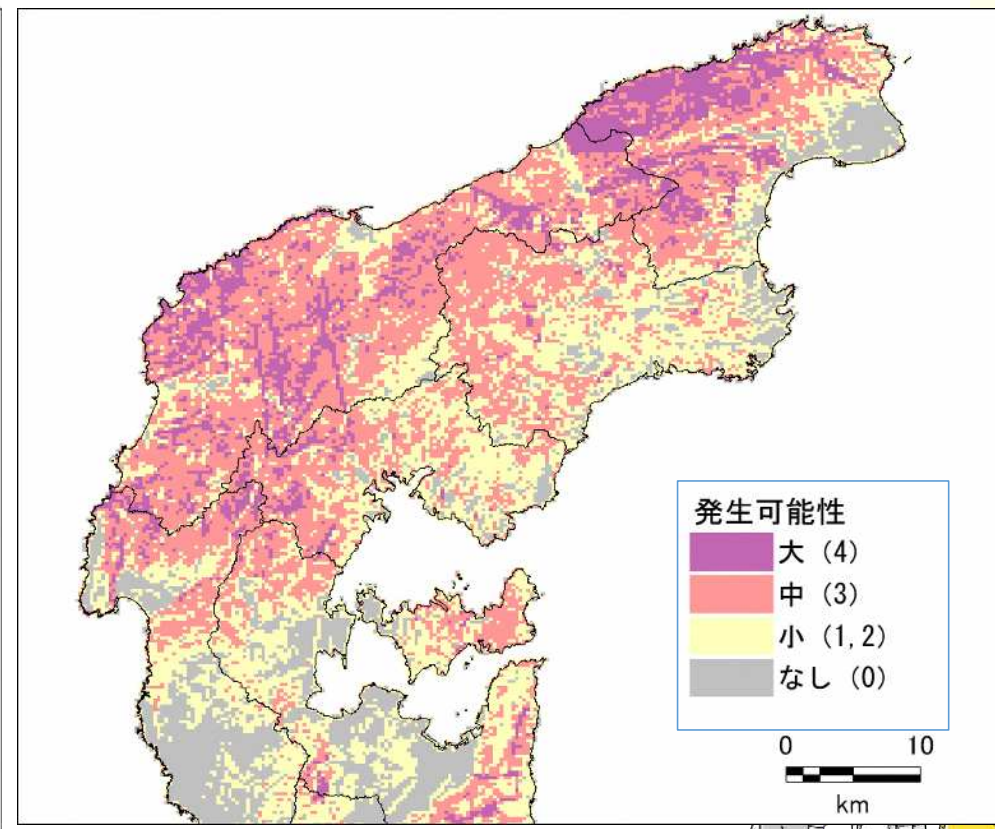 発生可能性
大 (4)
中 (3)
小 (1,2)
なし (0)
0 10
km